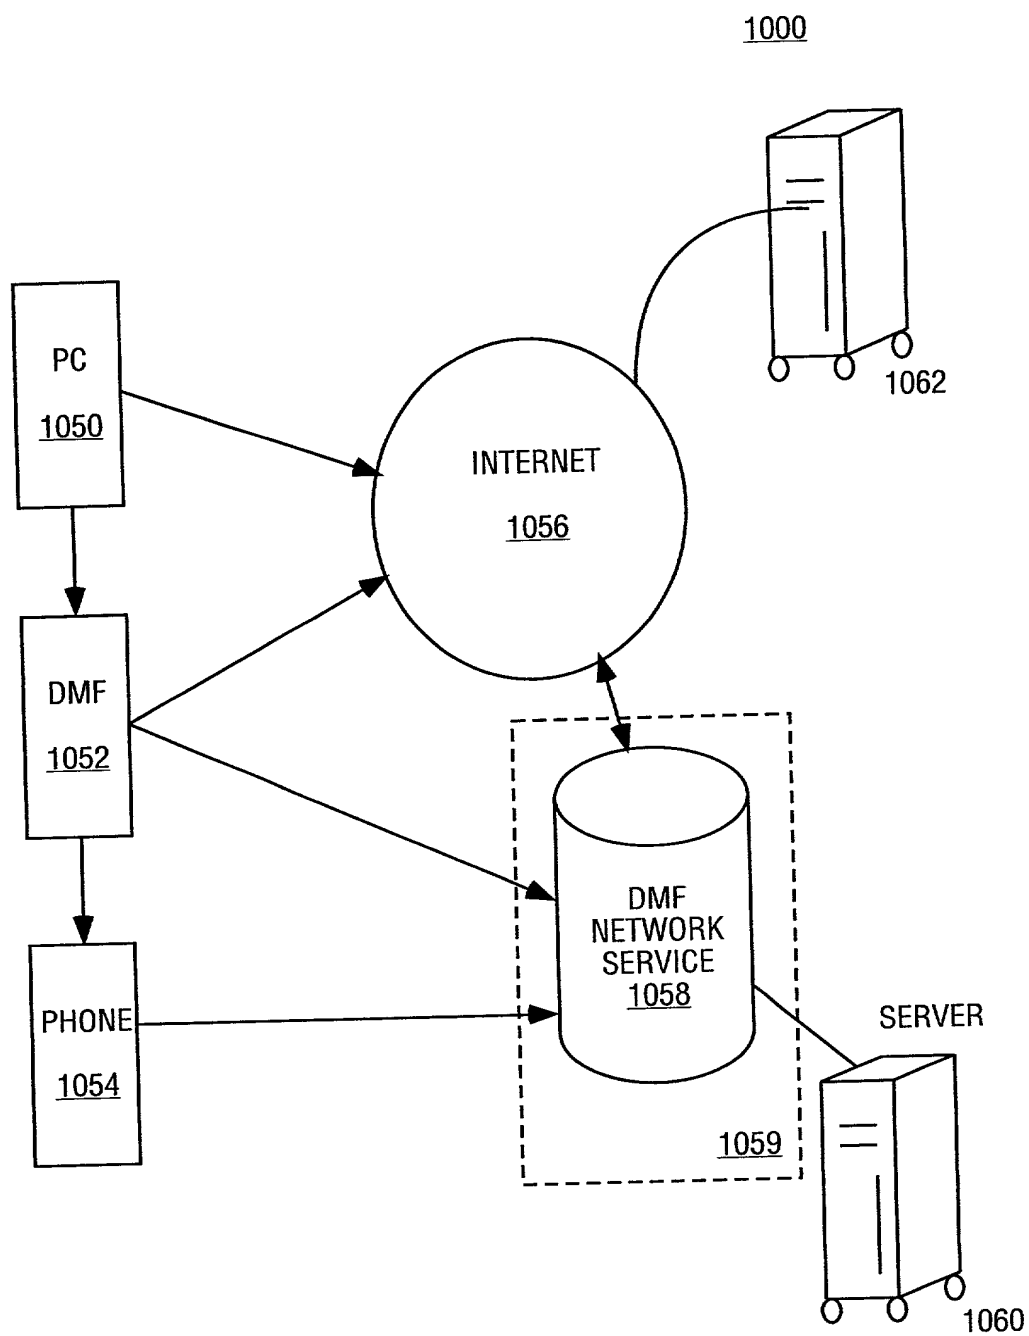 1000
1062
PC
1050
INTERNET
1056
DMF
1052
DMF
NETWORK
SERVICE
1058
PHONE
1054
SERVER
1059
1060